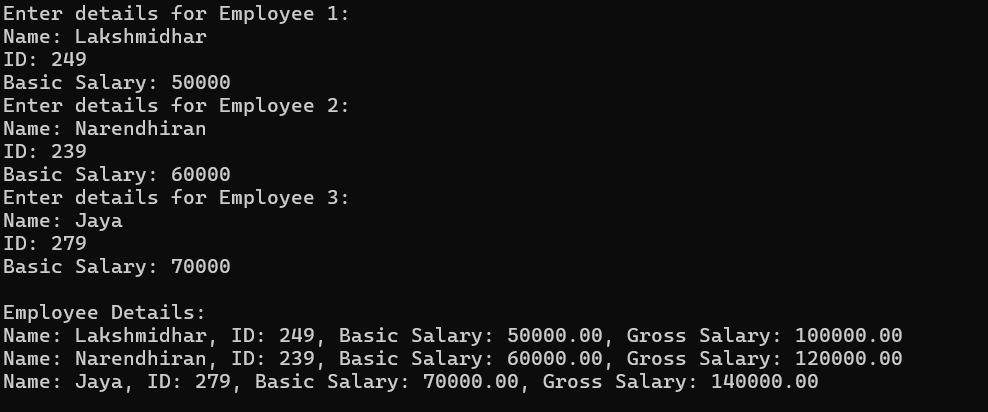 Enter details for Employee 1:
Name: Lakshmidhar
ID: 249
Basic Salary: 50000
Enter details for Employee 2:
Name: Narendhiran
ID: 239
Basic Salary: 60000
Enter details for Employee 3:
Name: Jaya
ID: 279
Basic Salary: 70000

Employee Details:
Name: Lakshmidhar, ID: 249, Basic Salary: 50000.00, Gross Salary: 100000.00
Name: Narendhiran, ID: 239, Basic Salary: 60000.00, Gross Salary: 120000.00
Name: Jaya, ID: 279, Basic Salary: 70000.00, Gross Salary: 140000.00